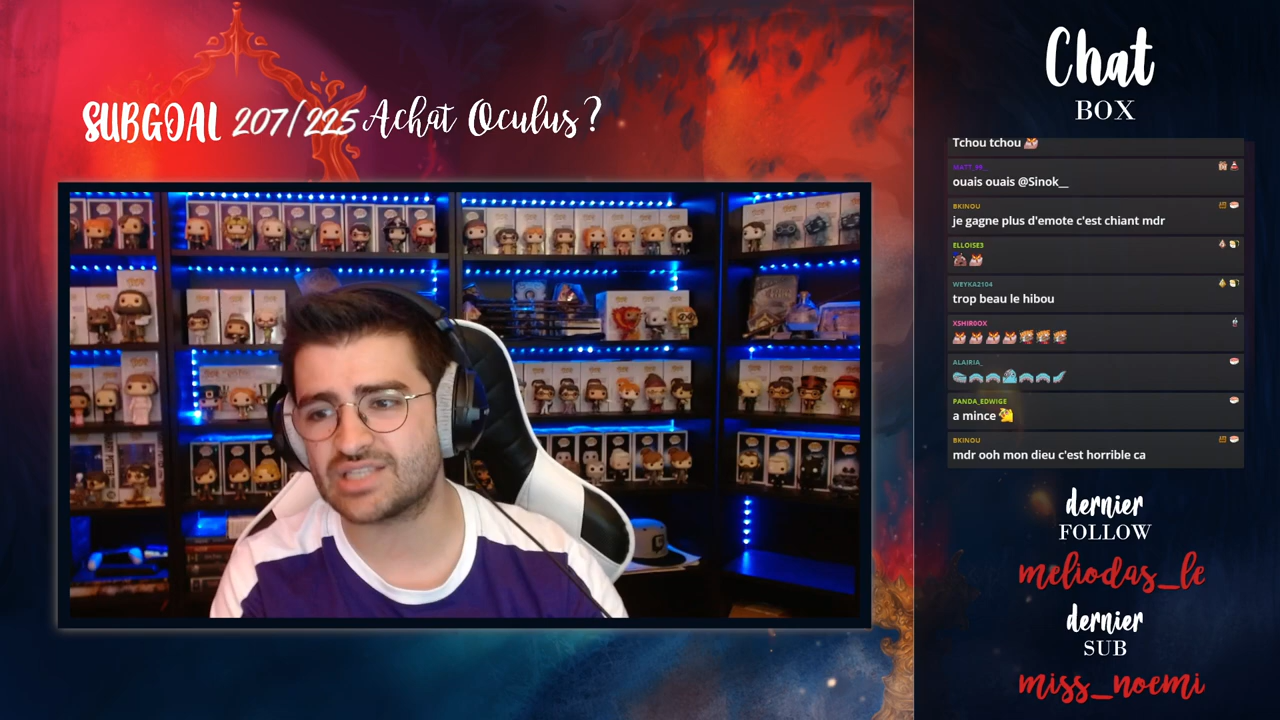 SUBGOAL 207/225 Achat Oculus?
Chat
BOX
Tchou tchou
ouais ouais @Sinok__
BKINOU
je gagne plus d'emote c'est chiant mdr
ELLOISE3
WEYKA2104
trop beau le hibou
XSHIR0OX
ALAIRIA_
PANDA_EDWIGE
a mince
BKINOU
mdr ooh mon dieu c'est horrible ca
dernier
FOLLOW
meliodas_le
dernier
SUB
miss_noemi